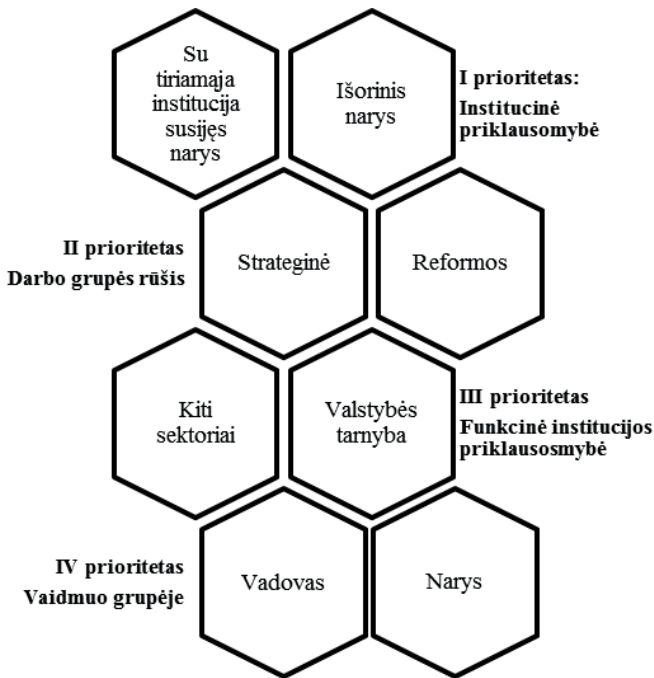 Su
tiriamąja
institucija
susijęs
narys
Išorinis
narys
I prioritetas:
Institucinė
priklausomybė
II prioritetas
Darbo grupės rūšis
Strateginė
Reformos
Kiti
sektoriai
Valstybės
tarnyba
III prioritetas
Funkcinė institucijos
priklausosmybė
IV prioritetas
Vaidmuo grupėje
Vadovas
Narys